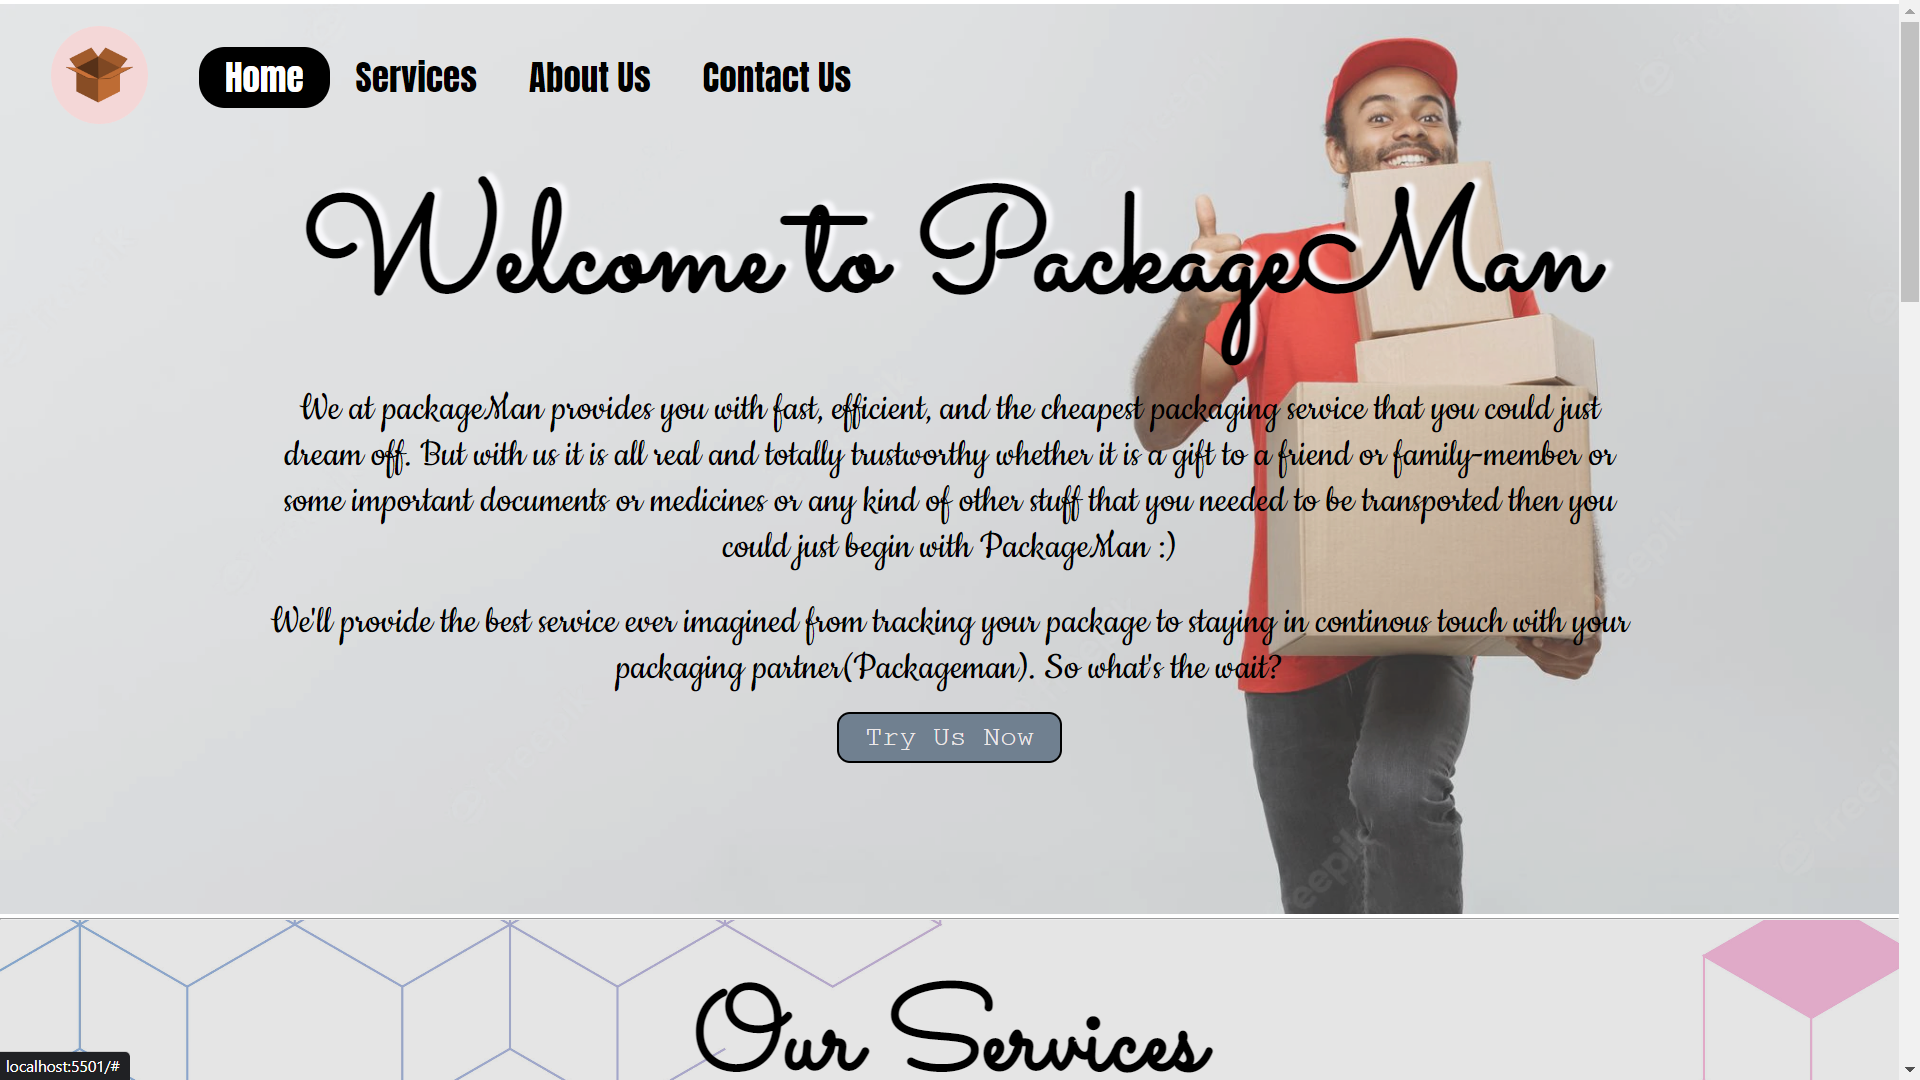 Home Services About Us Contact Us
Welcome to PackageMan
We at packageMan provides you with fast, efficient, and the cheapest packaging service that you could just
dream off. But with us it is all real and totally trustworthy whether it is a gift to a friend or family-member or
some important documents or medicines or any kind of other stuff that you needed to be transported then you
could just begin with PackageMan :)
We'll provide the best service ever imagined from tracking your package to staying in continous touch with your
packaging partner(Packageman). So what's the wait?
Try Us Now
Our Services
localhost:5501/#